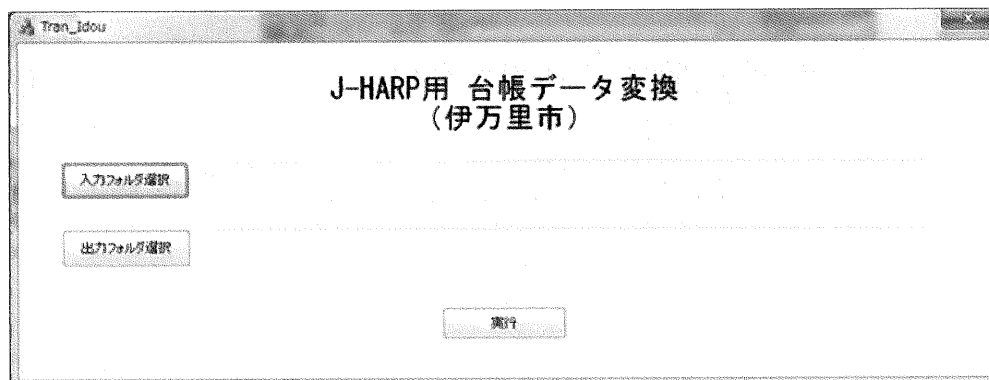 Tran_Idou
J-HARP用 台帳データ変換
(伊万里市)
入力フォルダ選択
出力フォルダ選択
実行